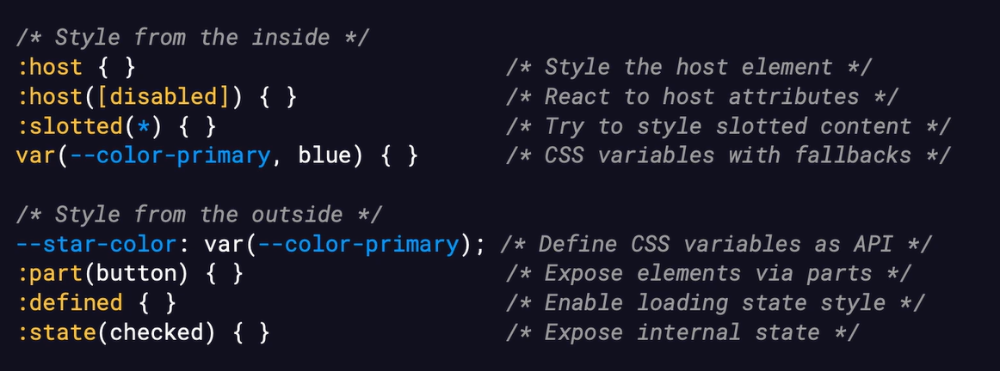 /* Style from the inside */
:host { } /* Style the host element */
:host([disabled]) { } /* React to host attributes */
:slotted(*) { } /* Try to style slotted content */
var(--color-primary, blue) { } /* CSS variables with fallbacks */
/* Style from the outside */
--star-color: var(--color-primary); /* Define CSS variables as API */
:part(button) { } /* Expose elements via parts */
:defined { } /* Enable loading state style */
:state(checked) { } /* Expose internal state */